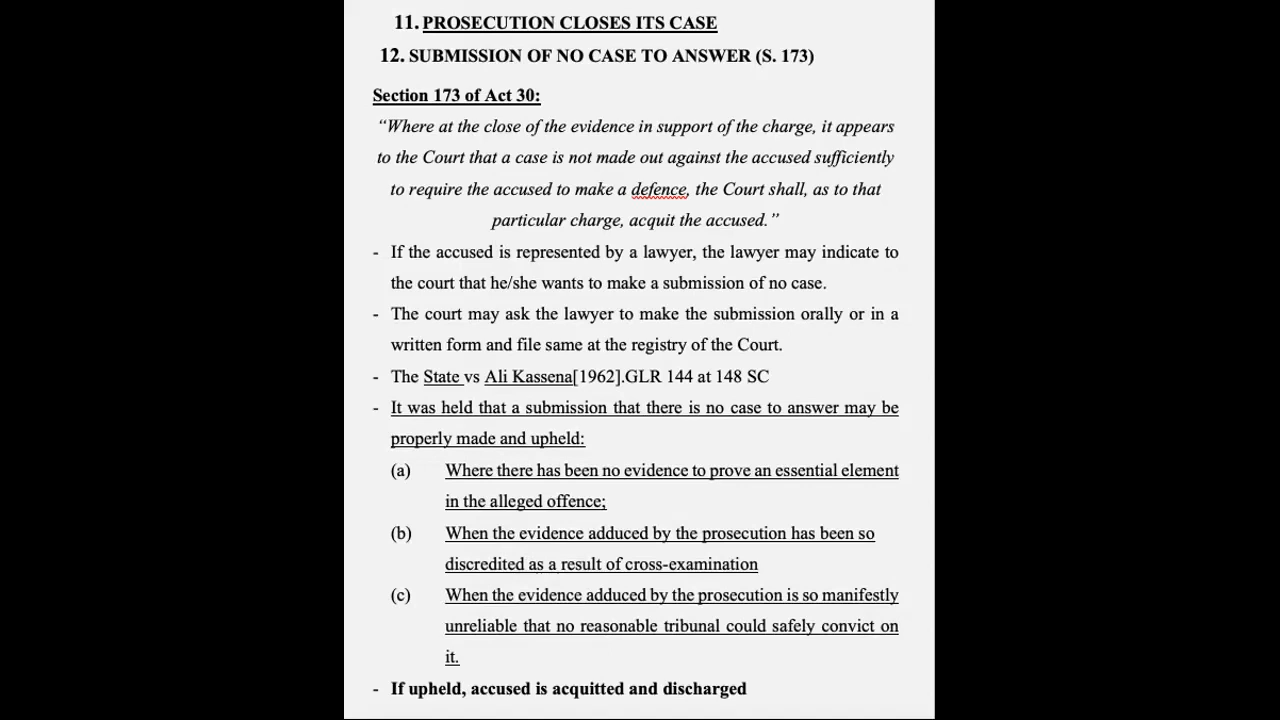 11. PROSECUTION CLOSES ITS CASE
12. SUBMISSION OF NO CASE TO ANSWER (S. 173)
Section 173 of Act 30:
“Where at the close of the evidence in support of the charge, it appears
to the Court that a case is not made out against the accused sufficiently
to require the accused to make a defence, the Court shall, as to that
particular charge, acquit the accused.”
- If the accused is represented by a lawyer, the lawyer may indicate to
the court that he/she wants to make a submission of no case.
- The court may ask the lawyer to make the submission orally or in a
written form and file same at the registry of the Court.
- The State vs Ali Kassena[1962].GLR 144 at 148 SC
- It was held that a submission that there is no case to answer may be
properly made and upheld:
(a) Where there has been no evidence to prove an essential element
in the alleged offence;
(b) When the evidence adduced by the prosecution has been so
discredited as a result of cross-examination
(c) When the evidence adduced by the prosecution is so manifestly
unreliable that no reasonable tribunal could safely convict on
it.
- If upheld, accused is acquitted and discharged